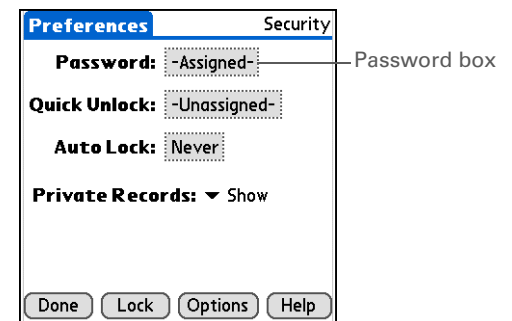 Preferences Security
Password: -Assigned- Password box
Quick Unlock: -Unassigned-
Auto Lock: Never
Private Records: Show
Done Lock Options Help